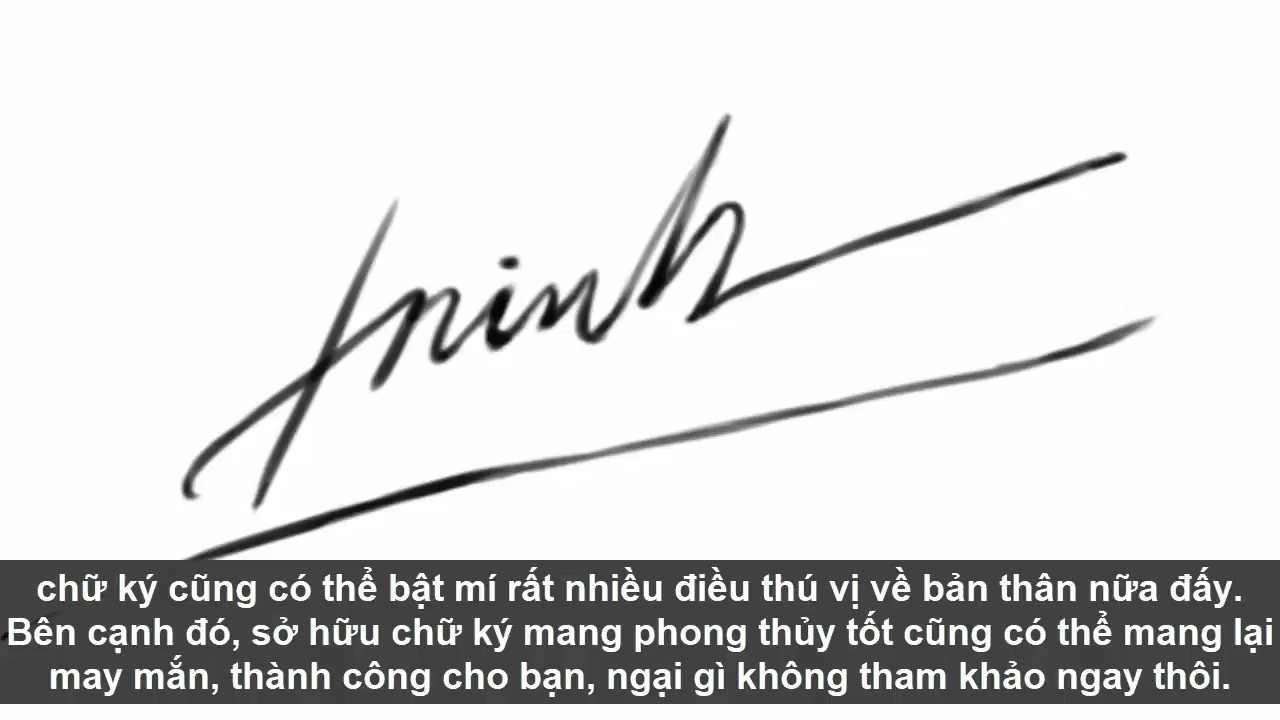 trinh
chữ ký cũng có thể bật mí rất nhiều điều thú vị về bản thân nữa đấy.
Bên cạnh đó, sở hữu chữ ký mang phong thủy tốt cũng có thể mang lại
may mắn, thành công cho bạn, ngại gì không tham khảo ngay thôi.